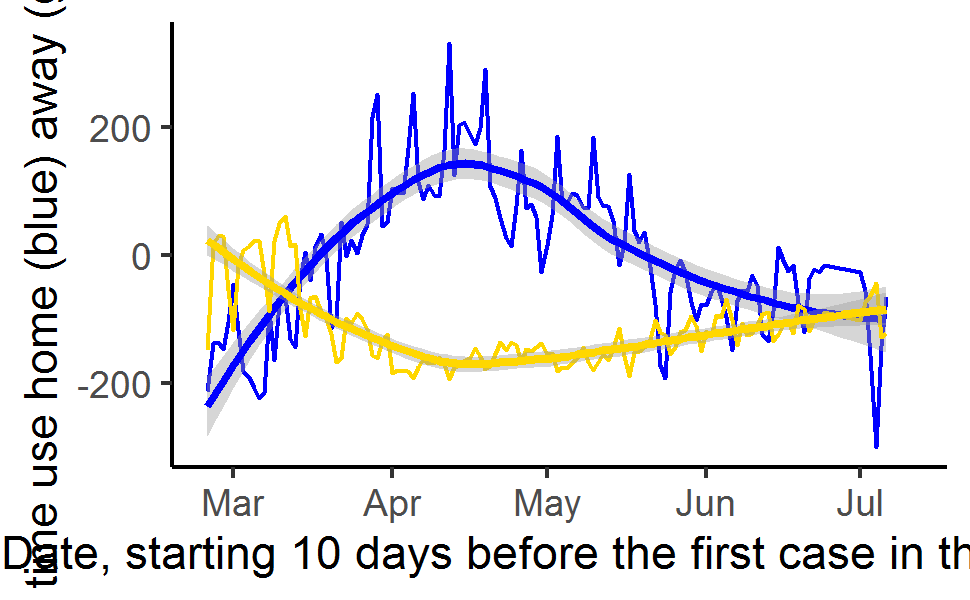 time use home (blue) away (
200
0
-200
Mar Apr May Jun Jul
Date, starting 10 days before the first case in th